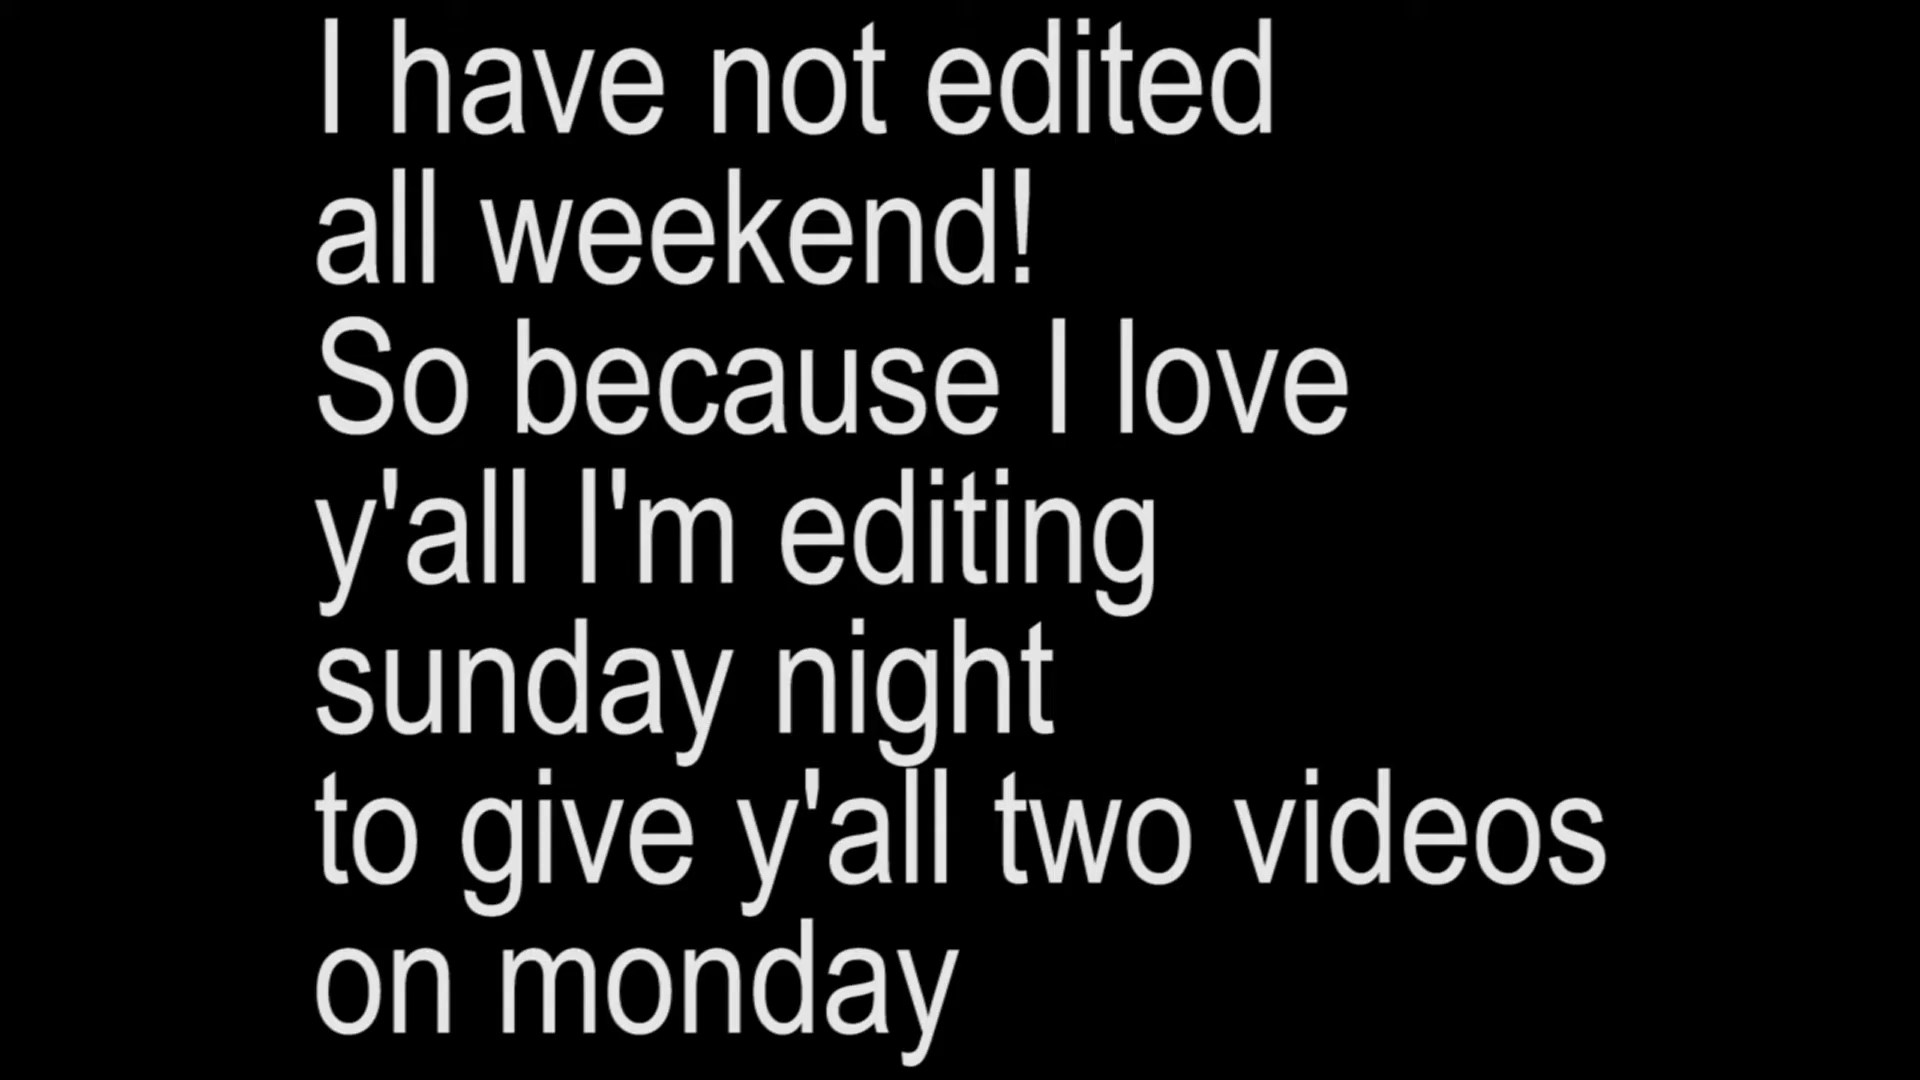 I have not edited
all weekend!
So because I love
y'all I'm editing
sunday night
to give y'all two videos
on monday